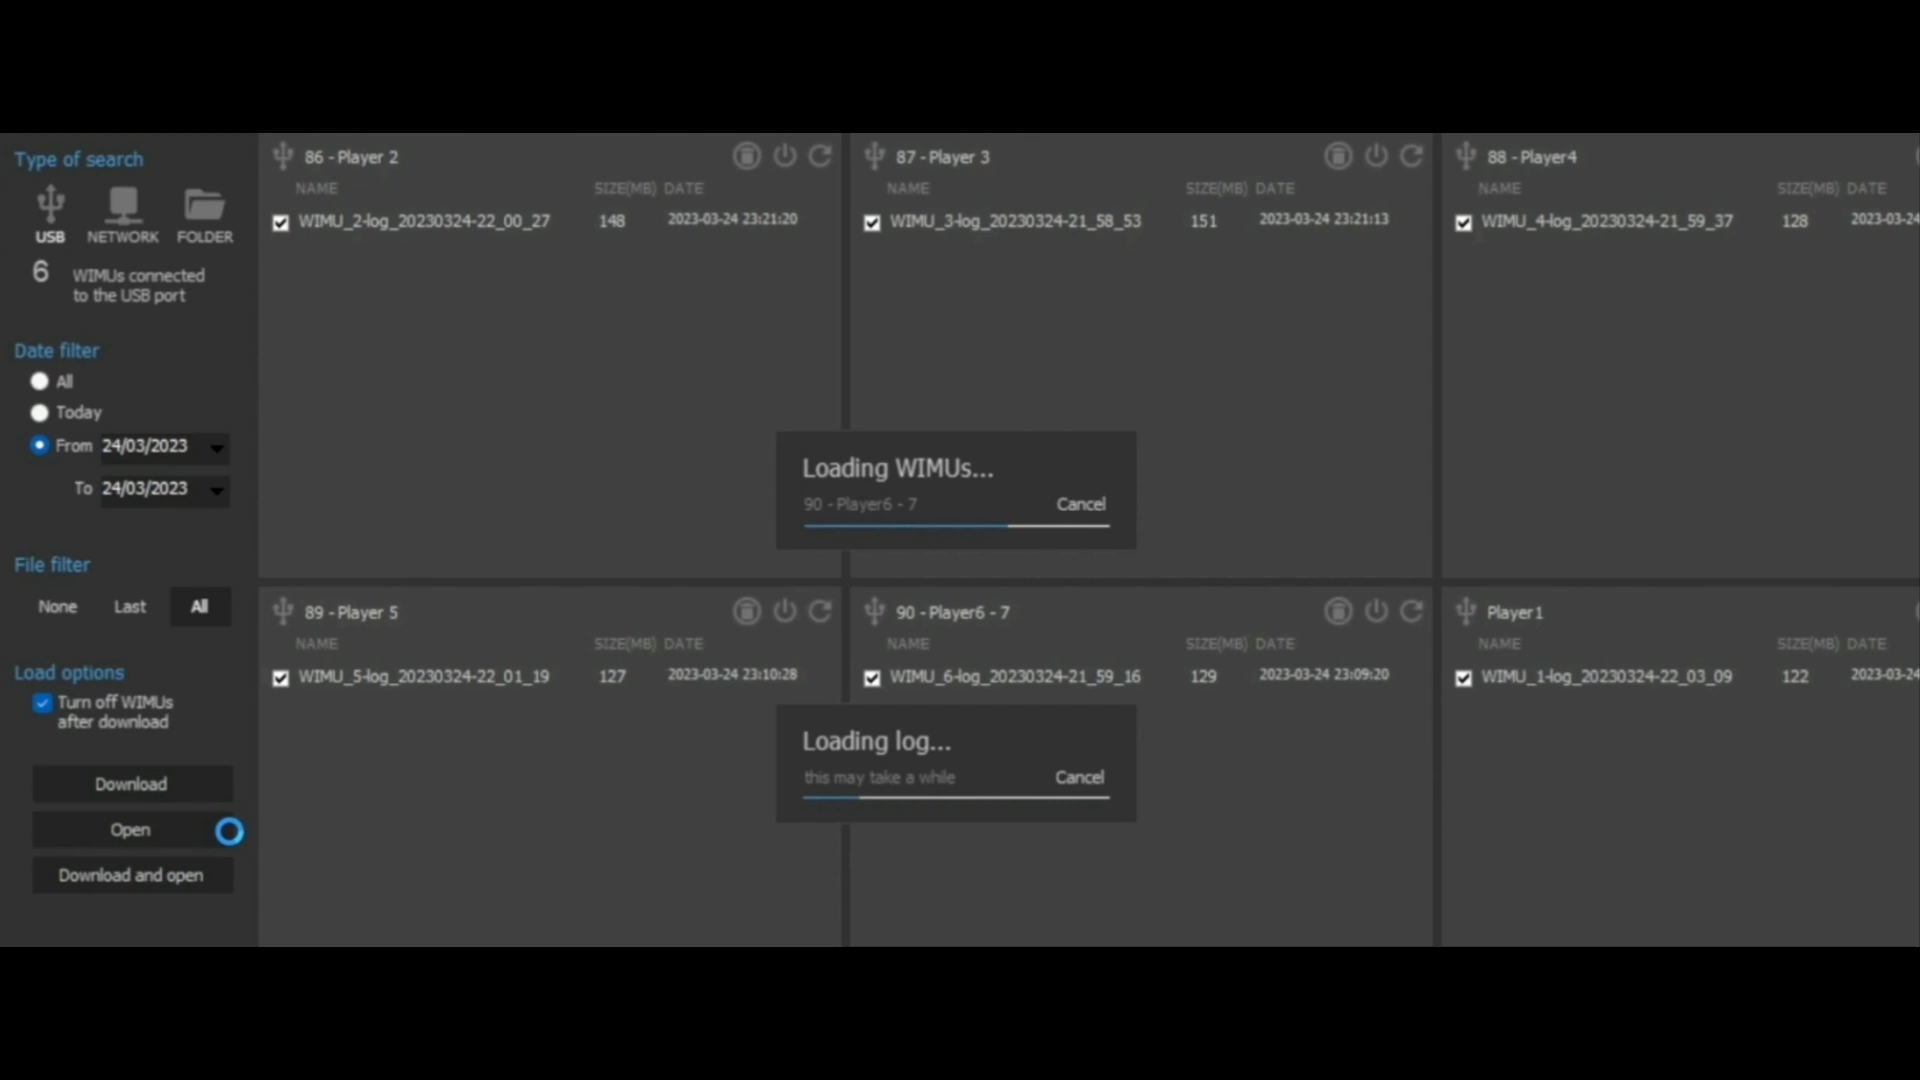 Type of search
USB NETWORK FOLDER
6 WIMUs connected
to the USB port
Date filter
All
Today
From 24/03/2023
To 24/03/2023
File filter
None Last All
Load options
Turn off WIMUs
after download
Download
Open
Download and open
86 - Player 2
NAME SIZE(MB) DATE
WIMU_2-log_20230324-22_00_27 148 2023-03-24 23:21:20
87 - Player 3
NAME SIZE(MB) DATE
WIMU_3-log_20230324-21_58_53 151 2023-03-24 23:21:13
88 - Player4
NAME SIZE(MB) DATE
WIMU_4-log_20230324-21_59_37 128 2023-03-24
Loading WIMUs...
90 - Player6 - 7 Cancel
89 - Player 5
NAME SIZE(MB) DATE
WIMU_5-log_20230324-22_01_19 127 2023-03-24 23:10:28
90 - Player6 - 7
NAME SIZE(MB) DATE
WIMU_6-log_20230324-21_59_16 129 2023-03-24 23:09:20
Player1
NAME SIZE(MB) DATE
WIMU_1-log_20230324-22_03_09 122 2023-03-24
Loading log...
this may take a while Cancel